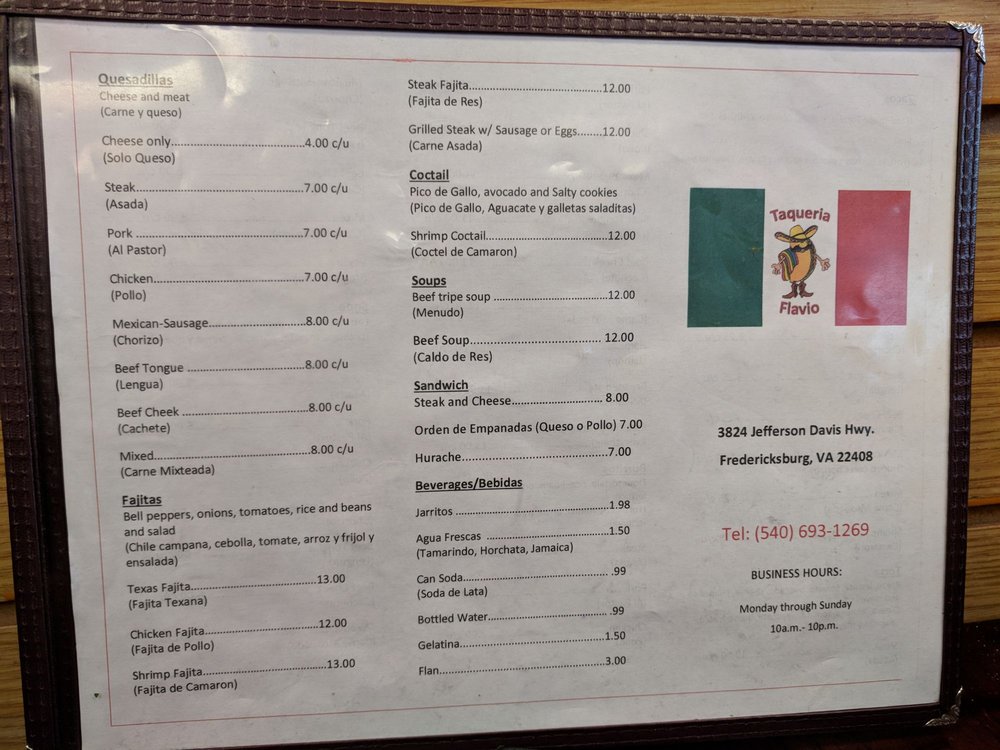 Quesadillas
Cheese and meat
(Carne y queso)
Cheese only....................................4.00 c/u
(Solo Queso)
Steak.............................................7.00 c/u
(Asada)
Pork .............................................7.00 c/u
(Al Pastor)
Chicken.........................................7.00 c/u
(Pollo)
Mexican-Sausage..........................8.00 c/u
(Chorizo)
Beef Tongue ................................8.00 c/u
(Lengua)
Beef Cheek ..................................8.00 c/u
(Cachete)
Mixed..........................................8.00 c/u
(Carne Mixteada)
Fajitas
Bell peppers, onions, tomatoes, rice and beans
and salad
(Chile campana, cebolla, tomate, arroz y frijol y
ensalada)
Texas Fajita..................................13.00
(Fajita Texana)
Chicken Fajita...............................12.00
(Fajita de Pollo)
Shrimp Fajita.................................13.00
(Fajita de Camaron)
Steak Fajita....................................12.00
(Fajita de Res)
Grilled Steak w/ Sausage or Eggs........12.00
(Carne Asada)
Coctail
Pico de Gallo, avocado and Salty cookies
(Pico de Gallo, Aguacate y galletas saladitas)
Shrimp Coctail.................................12.00
(Coctel de Camaron)
Soups
Beef tripe soup ...............................12.00
(Menudo)
Beef Soup.................................... 12.00
(Caldo de Res)
Sandwich
Steak and Cheese......................... 8.00
Orden de Empanadas (Queso o Pollo) 7.00
Hurache..........................................7.00
Beverages/Bebidas
Jarritos ..........................................1.98
Agua Frescas .................................1.50
(Tamarindo, Horchata, Jamaica)
Can Soda....................................... .99
(Soda de Lata)
Bottled Water................................ .99
Gelatina.........................................1.50
Flan................................................3.00
Taqueria
Flavio
3824 Jefferson Davis Hwy.
Fredericksburg, VA 22408
Tel: (540) 693-1269
BUSINESS HOURS:
Monday through Sunday
10a.m.- 10p.m.